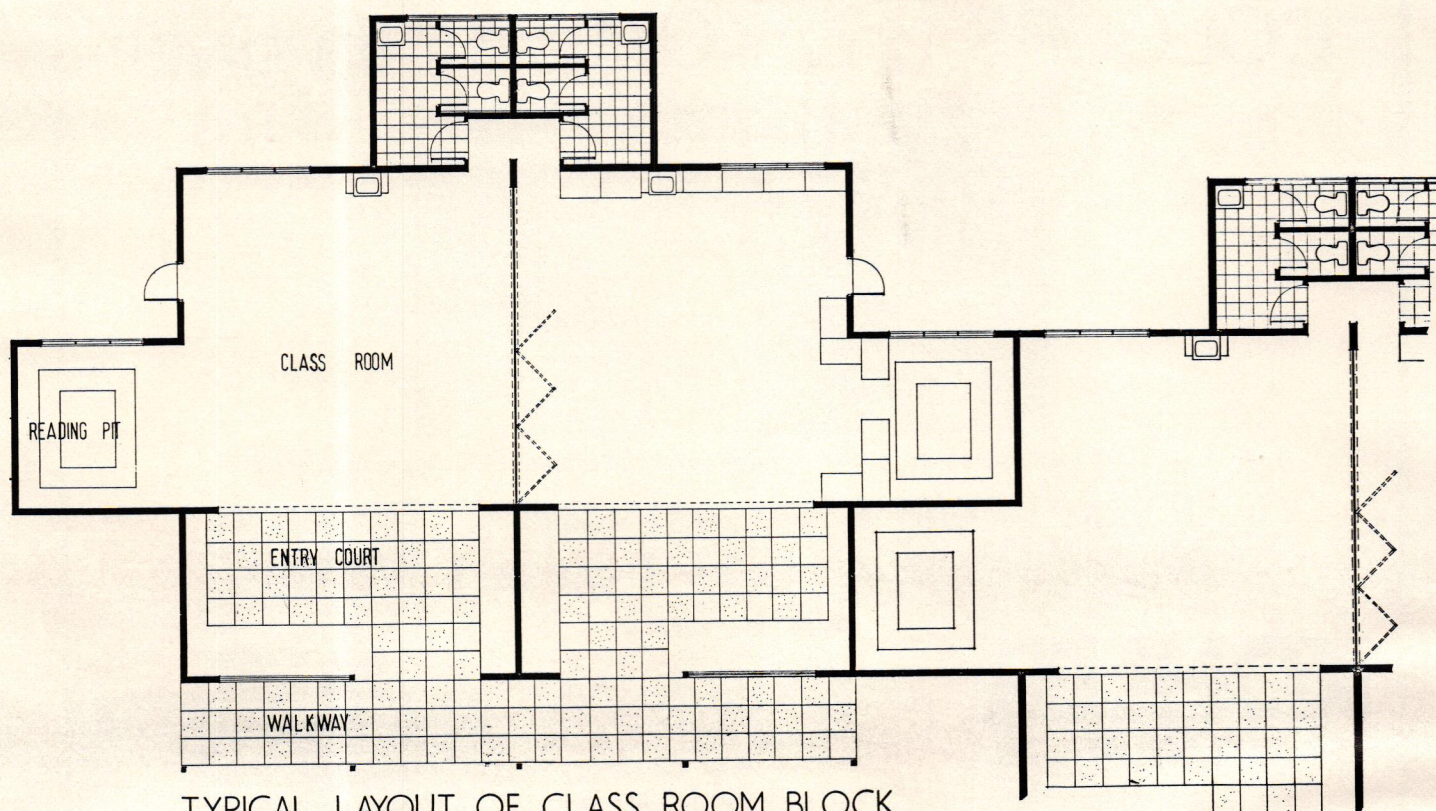 CLASS ROOM
READING PIT
ENTRY COURT
WALKWAY
TYPICAL LAYOUT OF CLASS ROOM BLOCK